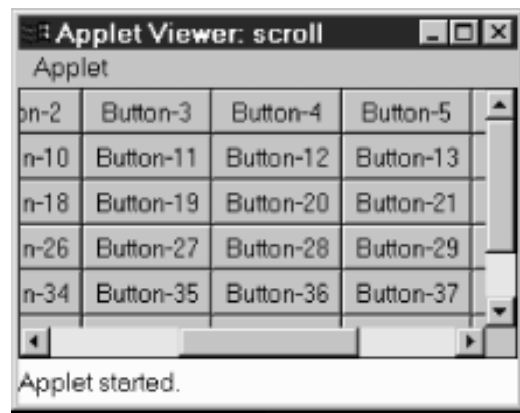 Applet Viewer: scroll
Applet
on-2 Button-3 Button-4 Button-5
n-10 Button-11 Button-12 Button-13
n-18 Button-19 Button-20 Button-21
n-26 Button-27 Button-28 Button-29
n-34 Button-35 Button-36 Button-37
Applet started.